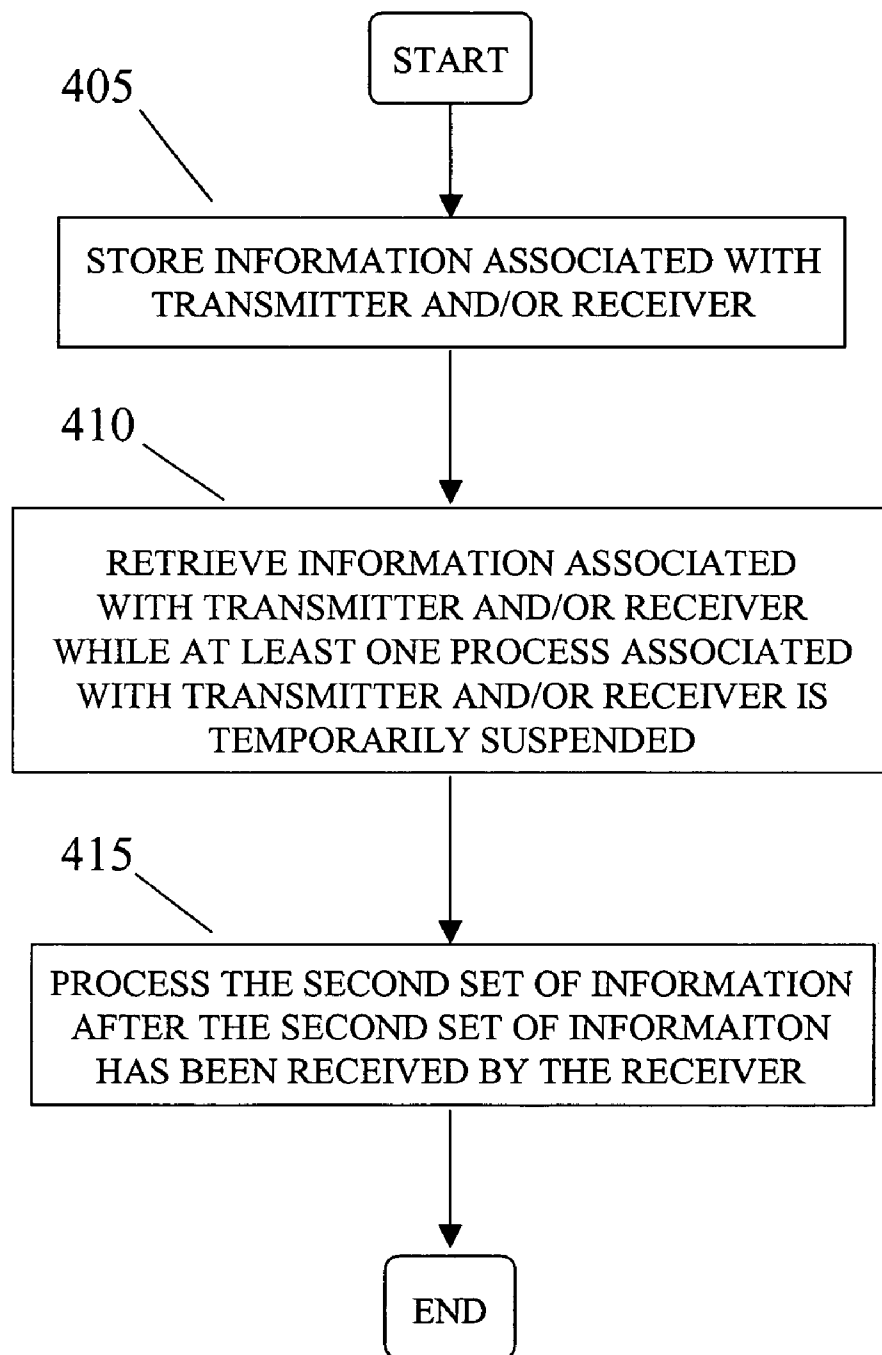 START
405
STORE INFORMATION ASSOCIATED WITH
TRANSMITTER AND/OR RECEIVER
410
RETRIEVE INFORMATION ASSOCIATED
WITH TRANSMITTER AND/OR RECEIVER
WHILE AT LEAST ONE PROCESS ASSOCIATED
WITH TRANSMITTER AND/OR RECEIVER IS
TEMPORARILY SUSPENDED
415
PROCESS THE SECOND SET OF INFORMATION
AFTER THE SECOND SET OF INFORMAITON
HAS BEEN RECEIVED BY THE RECEIVER
END